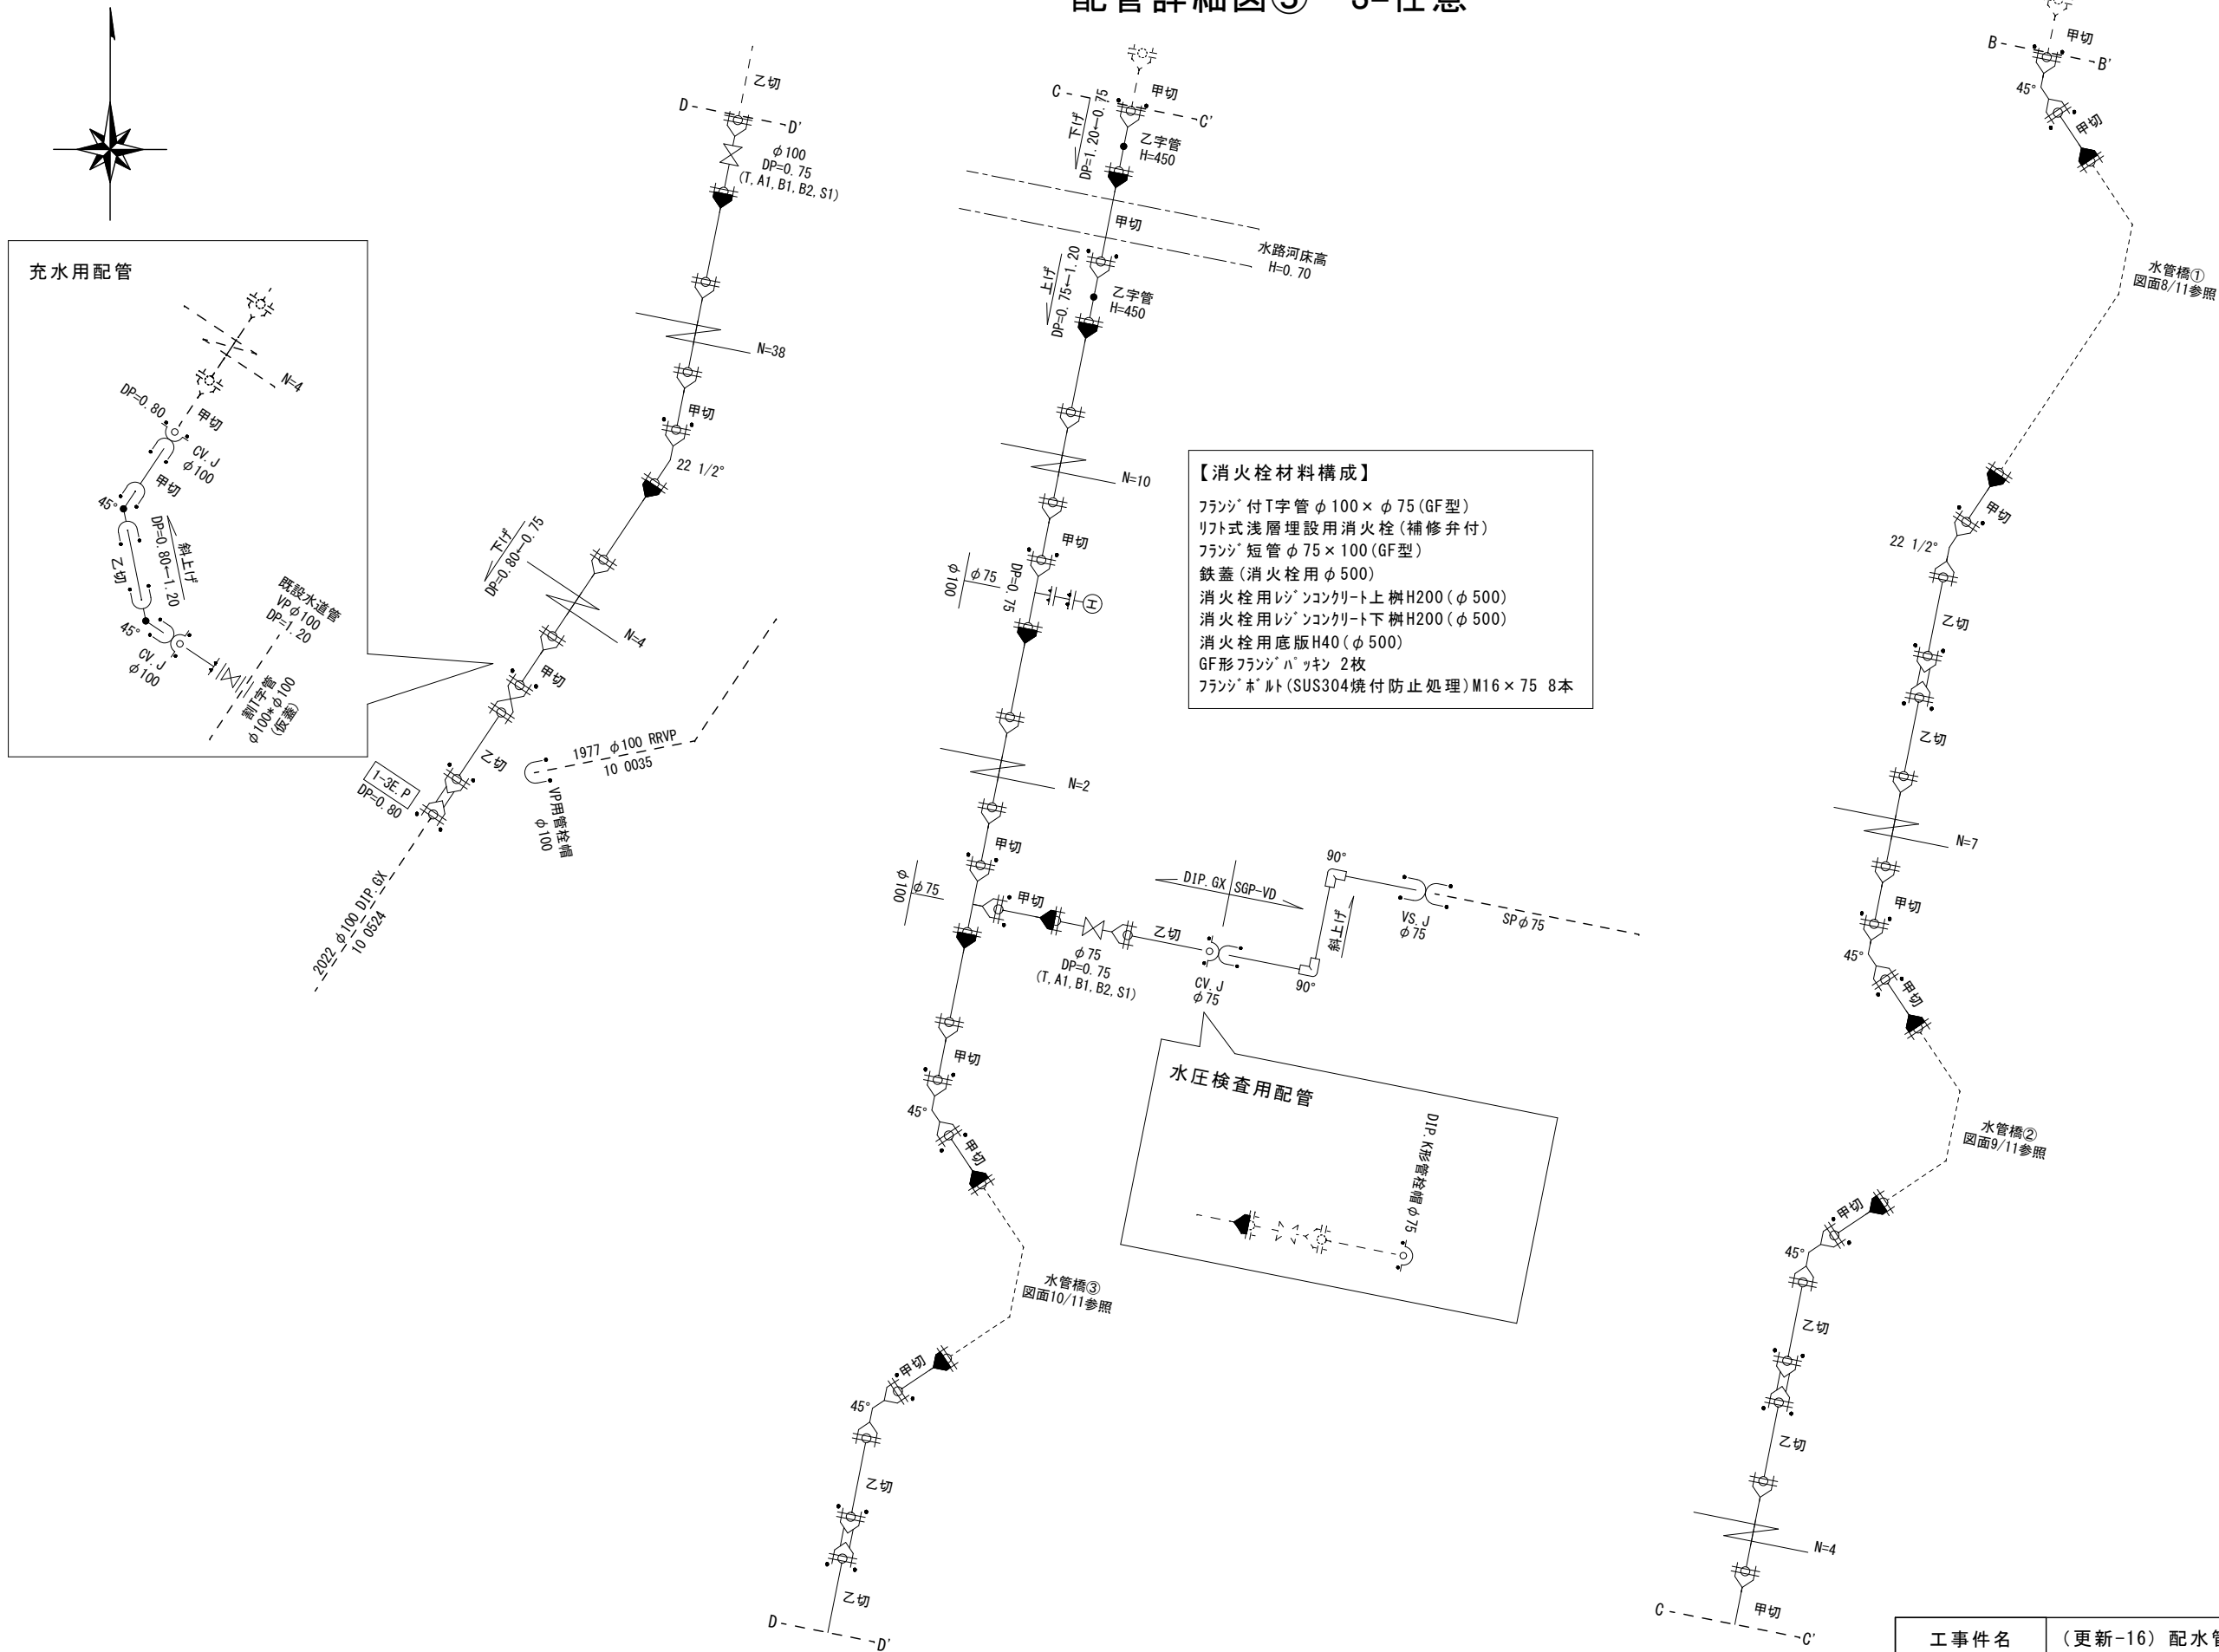 配管詳細図③ S=任意
充水用配管
N=4
DP=0.80
甲切
CV.J
φ100
甲切
45°
斜上げ
DP=0.80←1.20
乙切
45°
CV.J
φ100
既設水道管
VPφ100
DP=1.20
割T字管
φ100*φ100
(仮蓋)
乙切
D
D'
φ100
DP=0.75
(T,A1,B1,B2,S1)
N=38
甲切
22 1/2°
下げ
DP=0.80←0.75
N=4
甲切
乙切
1-3E.P
DP=0.80
1977 φ100 RRVP
10 0035
VP用管栓帽
φ100
2022 φ100 DIP.GX
10 0524
C
甲切
C'
下げ
DP=1.20←0.75
乙字管
H=450
甲切
水路河床高
H=0.70
上げ
DP=0.75←1.20
乙字管
H=450
N=10
甲切
φ100
φ75
DP=0.75
H
N=2
甲切
φ100
φ75
甲切
φ75
DP=0.75
(T,A1,B1,B2,S1)
乙切
DIP.GX
SGP-VD
CV.J
φ75
90°
90°
VS.J
φ75
SPφ75
甲切
45°
甲切
水管橋③
図面10/11参照
甲切
45°
乙切
乙切
D
D'
【消火栓材料構成】
フランジ付T字管φ100×φ75(GF型)
リフト式浅層埋設用消火栓(補修弁付)
フランジ短管φ75×100(GF型)
鉄蓋(消火栓用φ500)
消火栓用レジンコンクリート上桝H200(φ500)
消火栓用レジンコンクリート下桝H200(φ500)
消火栓用底版H40(φ500)
GF形フランジパッキン 2枚
フランジボルト(SUS304焼付防止処理)M16×75 8本
水圧検査用配管
DIP.K形管栓帽φ75
B
甲切
B'
45°
甲切
水管橋①
図面8/11参照
甲切
22 1/2°
乙切
乙切
N=7
甲切
45°
甲切
水管橋②
図面9/11参照
甲切
45°
乙切
乙切
N=4
甲切
C
C'
工事件名
(更新-16) 配水管